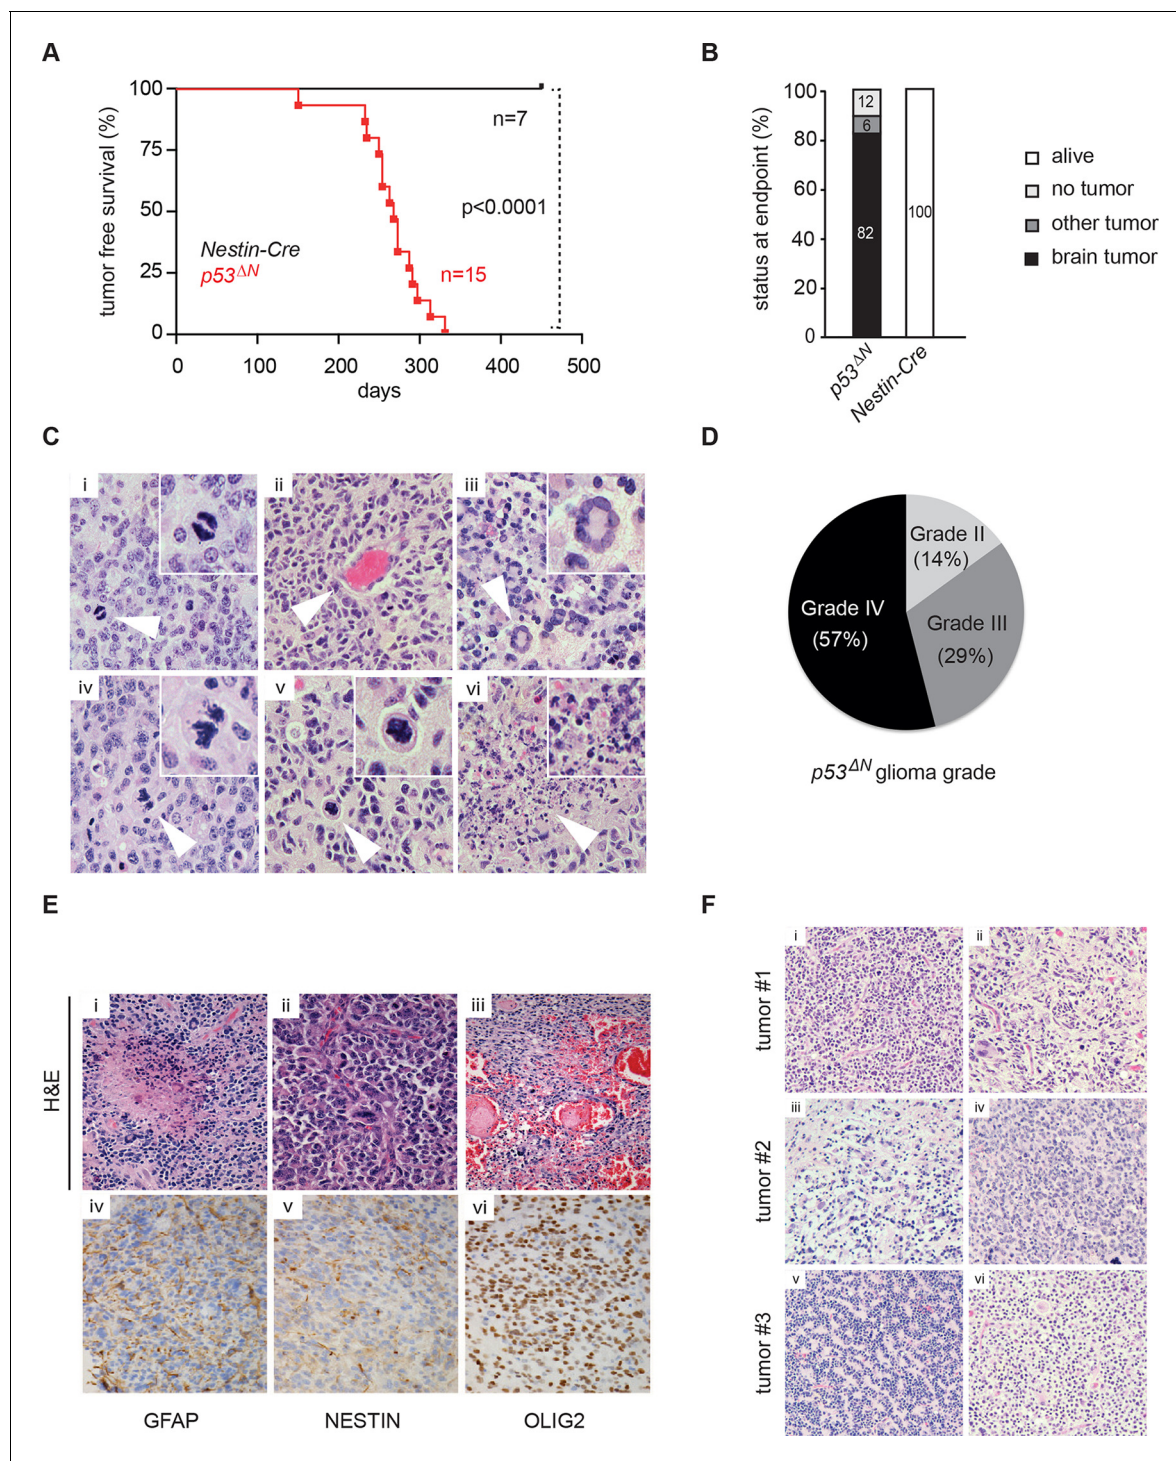 A
tumor free survival (%)
100
75
50
25
0
n=7
p<0.0001
Nestin-Cre
p53ΔN
n=15
0 100 200 300 400 500
days
B
status at endpoint (%)
100
80
60
40
20
0
12
6
82
100
p53ΔN
Nestin-Cre
alive
no tumor
other tumor
brain tumor
C
i
ii
iii
iv
v
vi
D
Grade II
(14%)
Grade III
(29%)
Grade IV
(57%)
p53ΔN glioma grade
E
H&E
i
ii
iii
iv
v
vi
GFAP
NESTIN
OLIG2
F
tumor #1
i
ii
tumor #2
iii
iv
tumor #3
v
vi